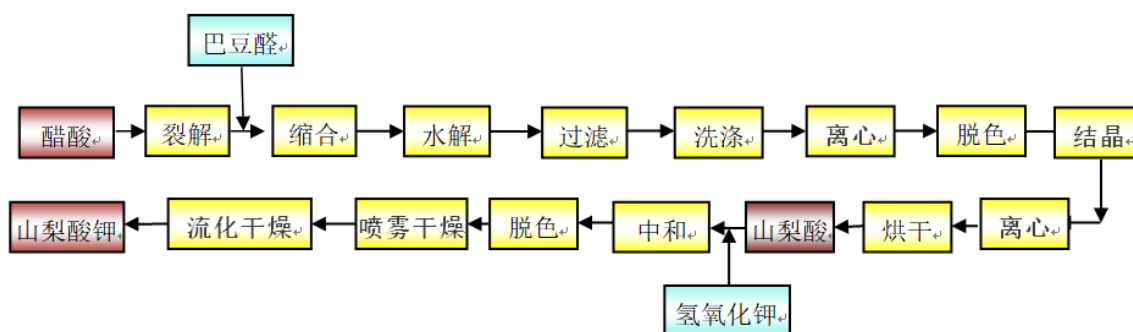 巴豆醛
醋酸 裂解 缩合 水解 过滤 洗涤 离心 脱色 结晶
山梨酸钾 流化干燥 喷雾干燥 脱色 中和 山梨酸 烘干 离心
氢氧化钾